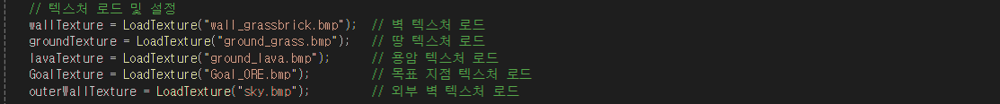 // 텍스처 로드 및 설정
wallTexture = LoadTexture("wall_grassbrick.bmp");  // 벽 텍스처 로드
groundTexture = LoadTexture("ground_grass.bmp");   // 땅 텍스처 로드
lavaTexture = LoadTexture("ground_lava.bmp");      // 용암 텍스처 로드
GoalTexture = LoadTexture("Goal_ORE.bmp");         // 목표 지점 텍스처 로드
outerWallTexture = LoadTexture("sky.bmp");         // 외부 벽 텍스처 로드